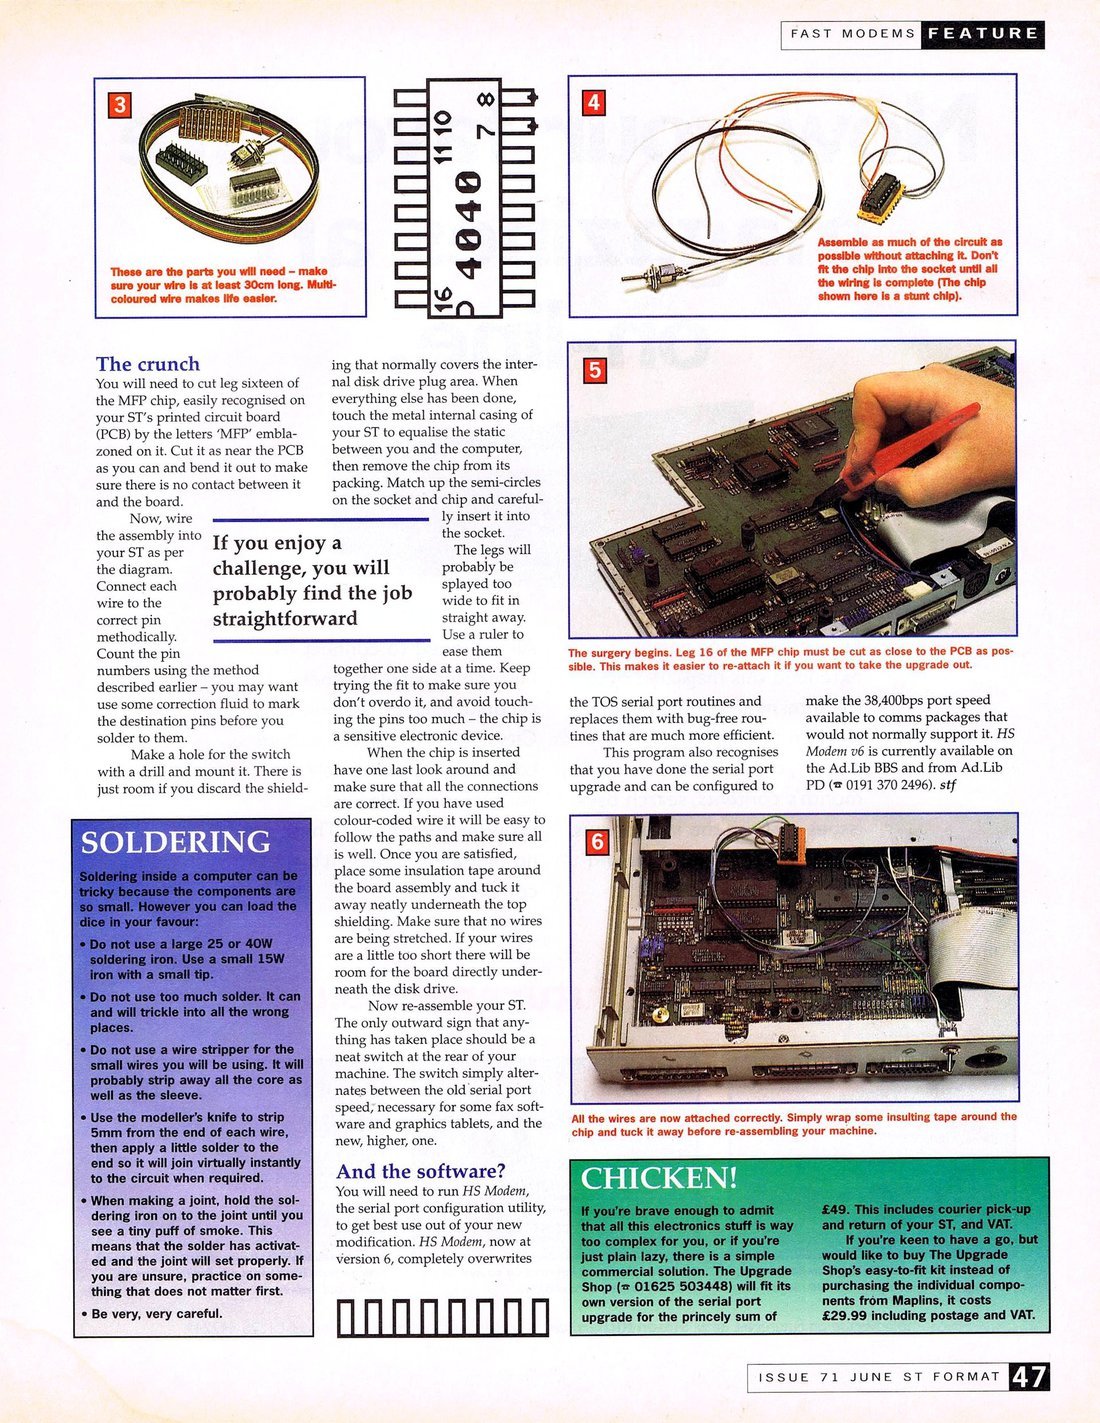 FAST MODEMS FEATURE
3
These are the parts you will need – make
sure your wire is at least 30cm long. Multi-
coloured wire makes life easier.
16
11 10
4040
7
8
4
Assemble as much of the circuit as
possible without attaching it. Don't
fit the chip into the socket until all
the wiring is complete (The chip
shown here is a stunt chip).
The crunch
You will need to cut leg sixteen of
the MFP chip, easily recognised on
your ST's printed circuit board
(PCB) by the letters 'MFP' embla-
zoned on it. Cut it as near the PCB
as you can and bend it out to make
sure there is no contact between it
and the board.
Now, wire
the assembly into
your ST as per
the diagram.
Connect each
wire to the
correct pin
methodically.
Count the pin
numbers using the method
described earlier – you may want
use some correction fluid to mark
the destination pins before you
solder to them.
Make a hole for the switch
with a drill and mount it. There is
just room if you discard the shield-
ing that normally covers the inter-
nal disk drive plug area. When
everything else has been done,
touch the metal internal casing of
your ST to equalise the static
between you and the computer,
then remove the chip from its
packing. Match up the semi-circles
on the socket and chip and careful-
ly insert it into
the socket.
The legs will
probably be
splayed too
wide to fit in
straight away.
Use a ruler to
ease them
together one side at a time. Keep
trying the fit to make sure you
don't overdo it, and avoid touch-
ing the pins too much – the chip is
a sensitive electronic device.
When the chip is inserted
have one last look around and
make sure that all the connections
are correct. If you have used
colour-coded wire it will be easy to
follow the paths and make sure all
is well. Once you are satisfied,
place some insulation tape around
the board assembly and tuck it
away neatly underneath the top
shielding. Make sure that no wires
are being stretched. If your wires
are a little too short there will be
room for the board directly under-
neath the disk drive.
Now re-assemble your ST.
The only outward sign that any-
thing has taken place should be a
neat switch at the rear of your
machine. The switch simply alter-
nates between the old serial port
speed, necessary for some fax soft-
ware and graphics tablets, and the
new, higher, one.
And the software?
You will need to run HS Modem,
the serial port configuration utility,
to get best use out of your new
modification. HS Modem, now at
version 6, completely overwrites
If you enjoy a
challenge, you will
probably find the job
straightforward
5
The surgery begins. Leg 16 of the MFP chip must be cut as close to the PCB as pos-
sible. This makes it easier to re-attach it if you want to take the upgrade out.
the TOS serial port routines and
replaces them with bug-free rou-
tines that are much more efficient.
This program also recognises
that you have done the serial port
upgrade and can be configured to
make the 38,400bps port speed
available to comms packages that
would not normally support it. HS
Modem v6 is currently available on
the Ad.Lib BBS and from Ad.Lib
PD (☎ 0191 370 2496). stf
6
All the wires are now attached correctly. Simply wrap some insulting tape around the
chip and tuck it away before re-assembling your machine.
SOLDERING
Soldering inside a computer can be
tricky because the components are
so small. However you can load the
dice in your favour:
• Do not use a large 25 or 40W
soldering iron. Use a small 15W
iron with a small tip.
• Do not use too much solder. It can
and will trickle into all the wrong
places.
• Do not use a wire stripper for the
small wires you will be using. It will
probably strip away all the core as
well as the sleeve.
• Use the modeller's knife to strip
5mm from the end of each wire,
then apply a little solder to the
end so it will join virtually instantly
to the circuit when required.
• When making a joint, hold the sol-
dering iron on to the joint until you
see a tiny puff of smoke. This
means that the solder has activat-
ed and the joint will set properly. If
you are unsure, practice on some-
thing that does not matter first.
• Be very, very careful.
CHICKEN!
If you're brave enough to admit
that all this electronics stuff is way
too complex for you, or if you're
just plain lazy, there is a simple
commercial solution. The Upgrade
Shop (☎ 01625 503448) will fit its
own version of the serial port
upgrade for the princely sum of
£49. This includes courier pick-up
and return of your ST, and VAT.
If you're keen to have a go, but
would like to buy The Upgrade
Shop's easy-to-fit kit instead of
purchasing the individual compo-
nents from Maplins, it costs
£29.99 including postage and VAT.
ISSUE 71 JUNE ST FORMAT 47